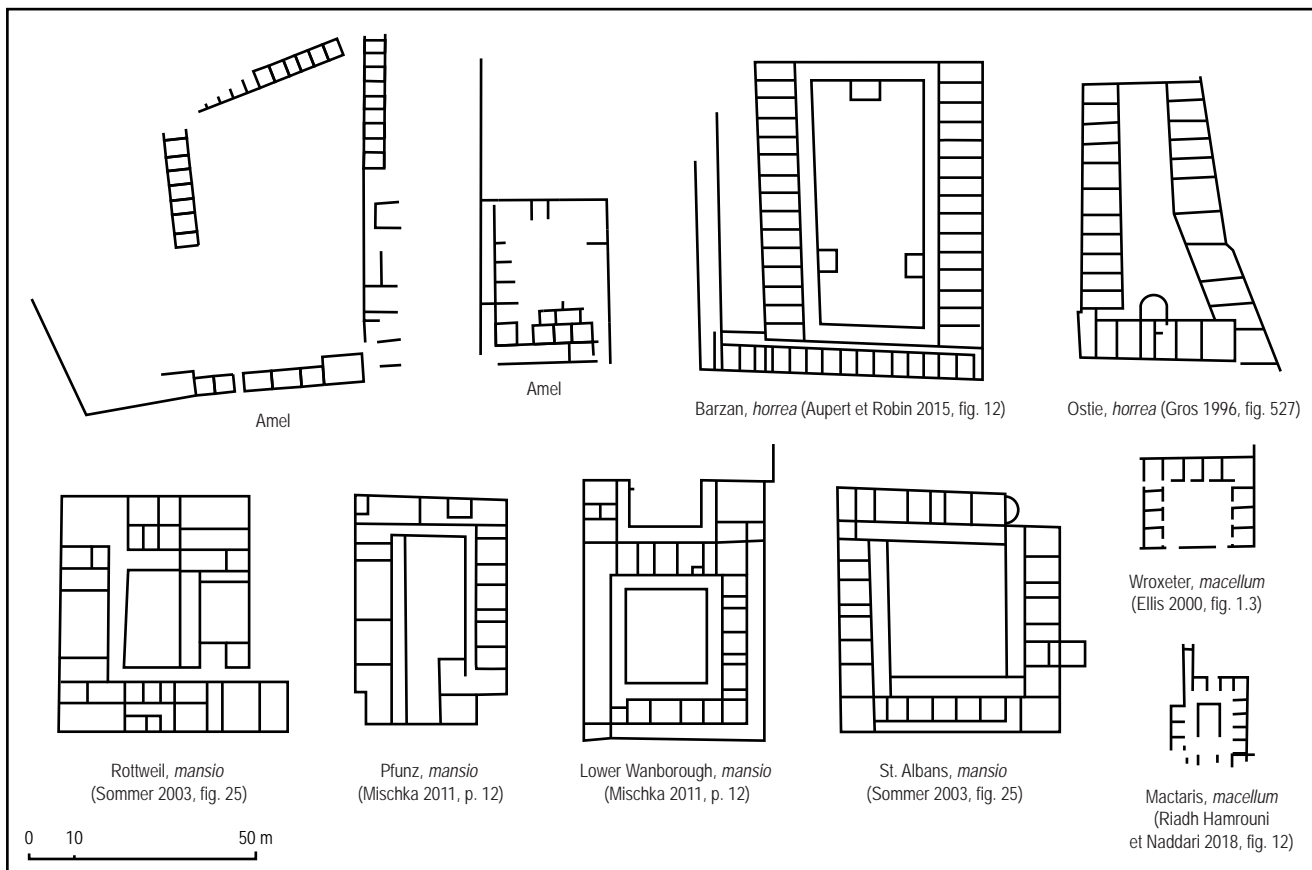 Amel
Amel
Barzan, horrea (Aupert et Robin 2015, fig. 12)
Ostie, horrea (Gros 1996, fig. 527)
Wroxeter, macellum
(Ellis 2000, fig. 1.3)
Rottweil, mansio
(Sommer 2003, fig. 25)
Pfunz, mansio
(Mischka 2011, p. 12)
Lower Wanborough, mansio
(Mischka 2011, p. 12)
St. Albans, mansio
(Sommer 2003, fig. 25)
Mactaris, macellum
(Riadh Hamrouni
et Naddari 2018, fig. 12)
0 10 50 m